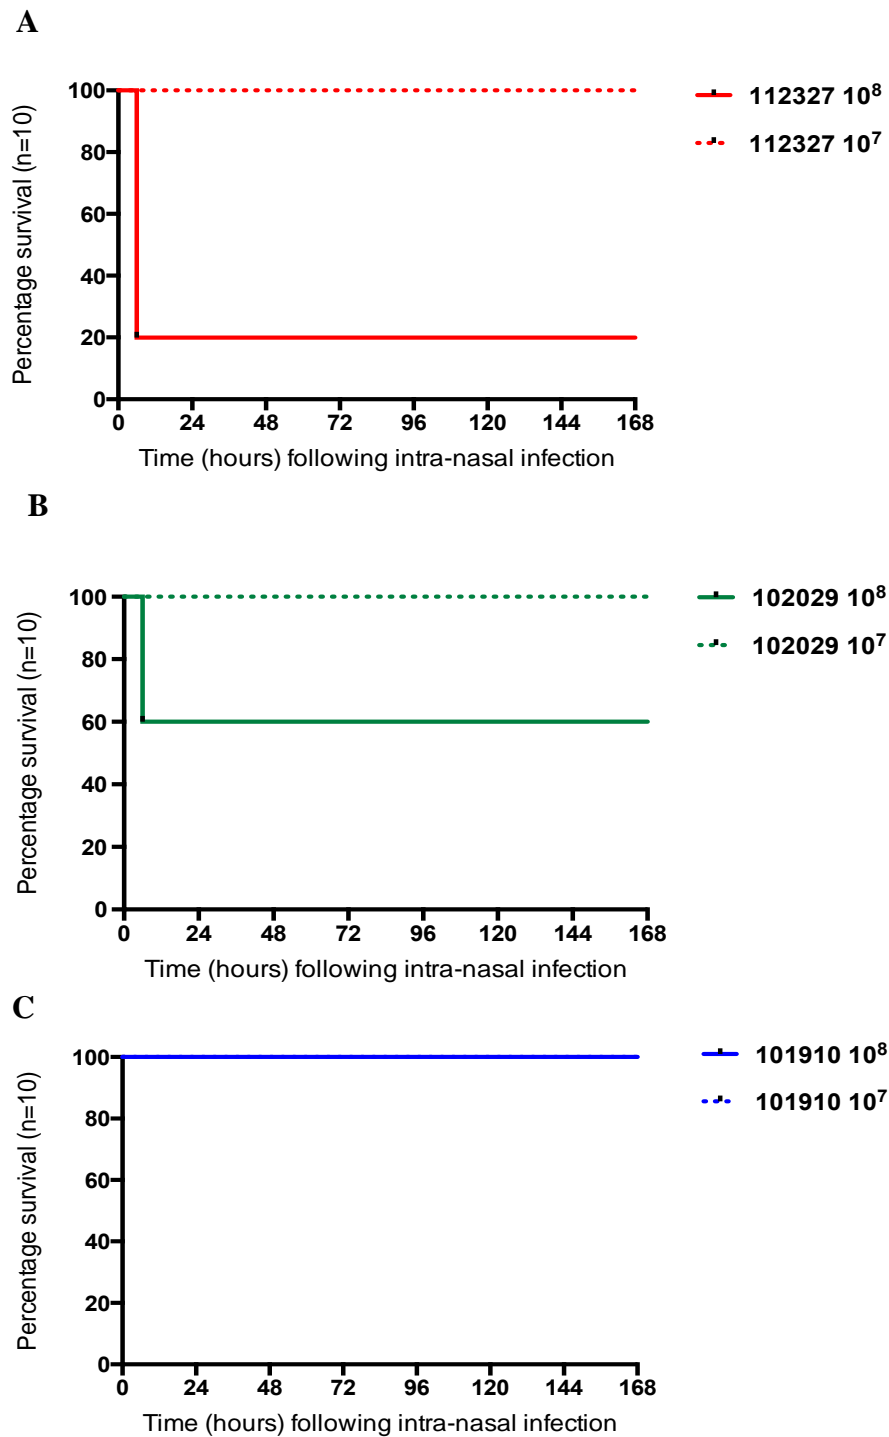 A
Percentage survival (n=10)
100
80
60
40
20
0
0 24 48 72 96 120 144 168
Time (hours) following intra-nasal infection
112327 10⁸
112327 10⁷
B
Percentage survival (n=10)
100
80
60
40
20
0
0 24 48 72 96 120 144 168
Time (hours) following intra-nasal infection
102029 10⁸
102029 10⁷
C
Percentage survival (n=10)
100
80
60
40
20
0
0 24 48 72 96 120 144 168
Time (hours) following intra-nasal infection
101910 10⁸
101910 10⁷